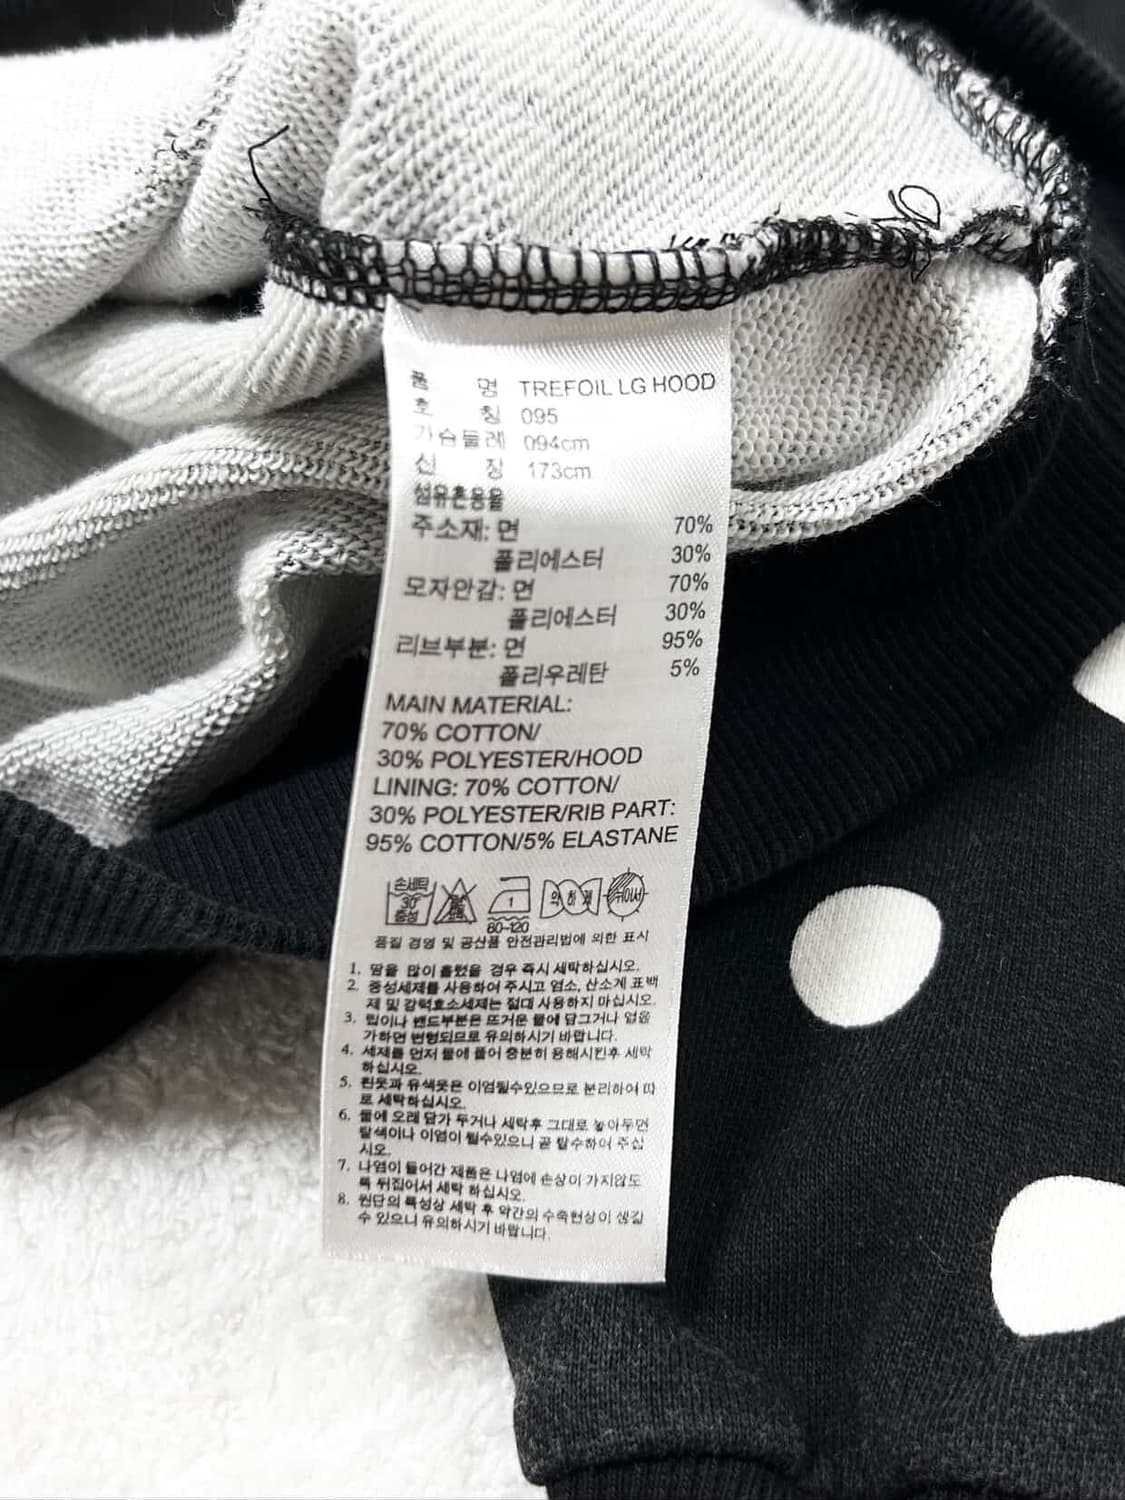 품 명 TREFOIL LG HOOD
호 칭 095
가슴둘레 094cm
신 장 173cm
섬유혼용율
주소재: 면 70%
폴리에스터 30%
모자안감: 면 70%
폴리에스터 30%
리브부분: 면 95%
폴리우레탄 5%
MAIN MATERIAL:
70% COTTON/
30% POLYESTER/HOOD
LINING: 70% COTTON/
30% POLYESTER/RIB PART:
95% COTTON/5% ELASTANE
손세탁
30
중성
1
80~120
약하게
품질 경영 및 공산품 안전관리법에 의한 표시
1. 땀을 많이 흘렸을 경우 즉시 세탁하십시오.
2. 중성세제를 사용하여 주시고 염소, 산소계 표백
제 및 강력효소세제는 절대 사용하지 마십시오.
3. 립이나 밴드부분은 뜨거운 물에 담그거나 열을
가하면 변형되므로 유의하시기 바랍니다.
4. 세제를 먼저 물에 풀어 충분히 용해시킨후 세탁
하십시오.
5. 흰옷과 유색옷은 이염될수있으므로 분리하여 따
로 세탁하십시오.
6. 물에 오래 담가 두거나 세탁후 그대로 놓아두면
탈색이나 이염이 될수있으니 곧 탈수하여 주십
시오.
7. 나염이 들어간 제품은 나염에 손상이 가지않도
록 뒤집어서 세탁 하십시오.
8. 원단의 특성상 세탁 후 약간의 수축현상이 생길
수 있으니 유의하시기 바랍니다.